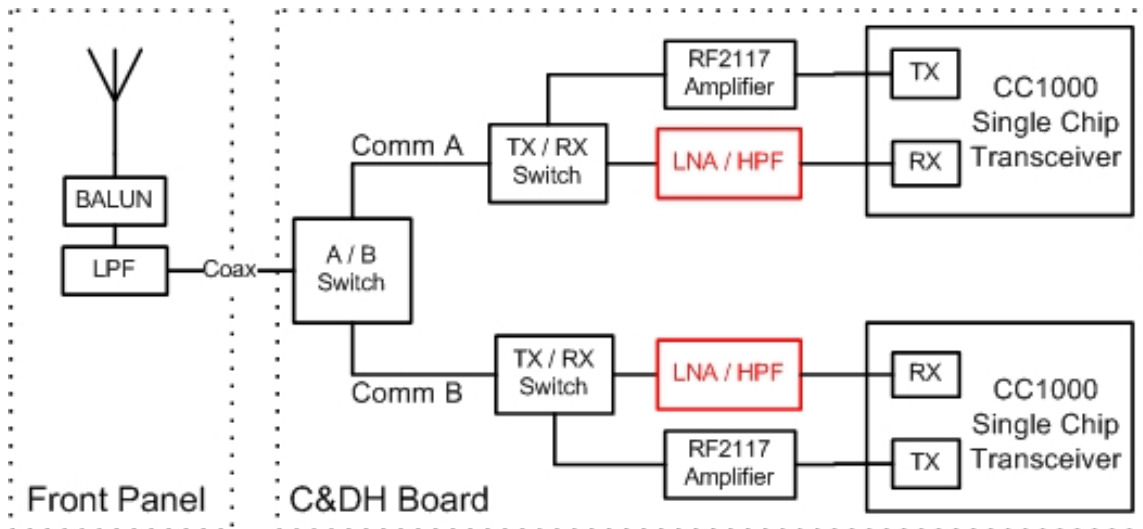 BALUN
LPF
Coax
Front Panel
A / B
Switch
Comm A
TX / RX
Switch
RF2117
Amplifier
LNA / HPF
TX
RX
CC1000
Single Chip
Transceiver
Comm B
TX / RX
Switch
LNA / HPF
RF2117
Amplifier
RX
TX
CC1000
Single Chip
Transceiver
C&DH Board